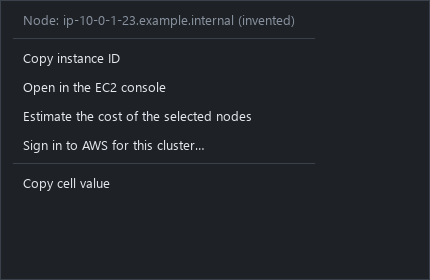 Node: ip-10-0-1-23.example.internal (invented)
Copy instance ID
Open in the EC2 console
Estimate the cost of the selected nodes
Sign in to AWS for this cluster...
Copy cell value